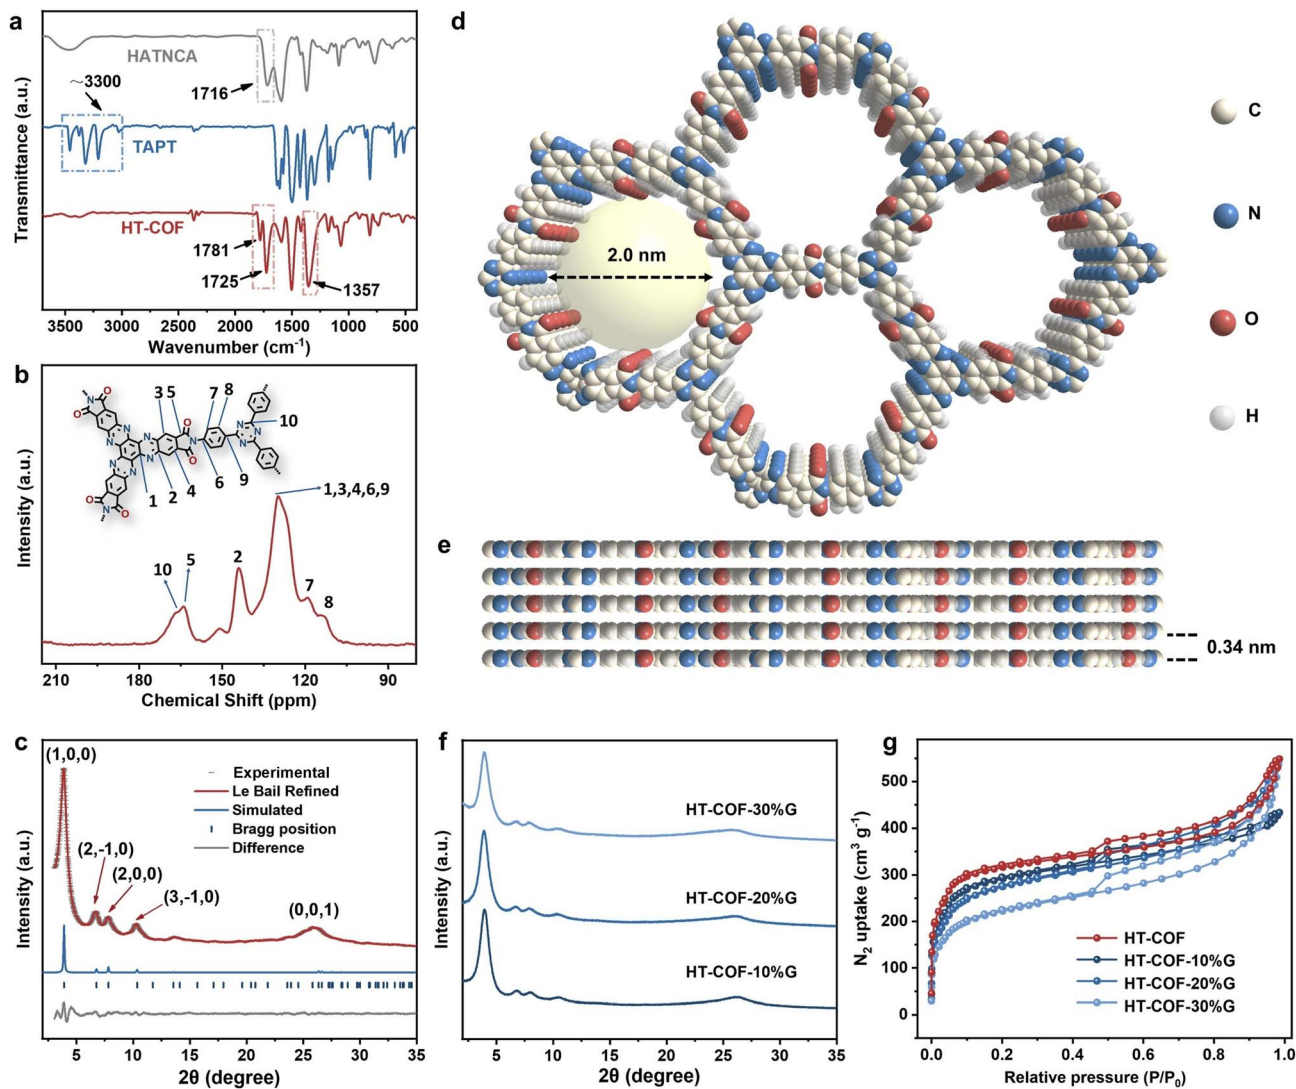 a
HATNCA
1716
~3300
TAPT
HT-COF
1781
1725
1357
Transmittance (a.u.)
3500 3000 2500 2000 1500 1000 500
Wavenumber (cm⁻¹)
b
O
N
O
O
N
O
N
N
N
N
N
N
O
N
O
N
N
N
3 5 7 8
10
1 2 4 6 9
1,3,4,6,9
10 5 2 7 8
Intensity (a.u.)
210 180 150 120 90
Chemical Shift (ppm)
c
(1,0,0)
(2,-1,0)
(2,0,0)
(3,-1,0)
(0,0,1)
Experimental
Le Bail Refined
Simulated
Bragg position
Difference
Intensity (a.u.)
5 10 15 20 25 30 35
2θ (degree)
d
2.0 nm
C
N
O
H
e
0.34 nm
f
HT-COF-30%G
HT-COF-20%G
HT-COF-10%G
Intensity (a.u.)
5 10 15 20 25 30 35
2θ (degree)
g
N₂ uptake (cm³ g⁻¹)
500
400
300
200
100
0
HT-COF
HT-COF-10%G
HT-COF-20%G
HT-COF-30%G
0.0 0.2 0.4 0.6 0.8 1.0
Relative pressure (P/P₀)